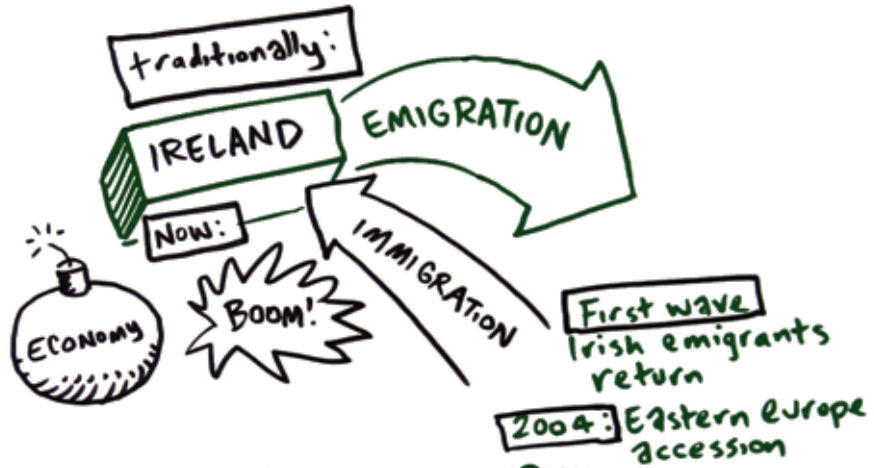 traditionally:
IRELAND
EMIGRATION
NOW:
IMMIGRATION
ECONOMY
BOOM!
First wave
Irish emigrants
return
2004: Eastern Europe
accession